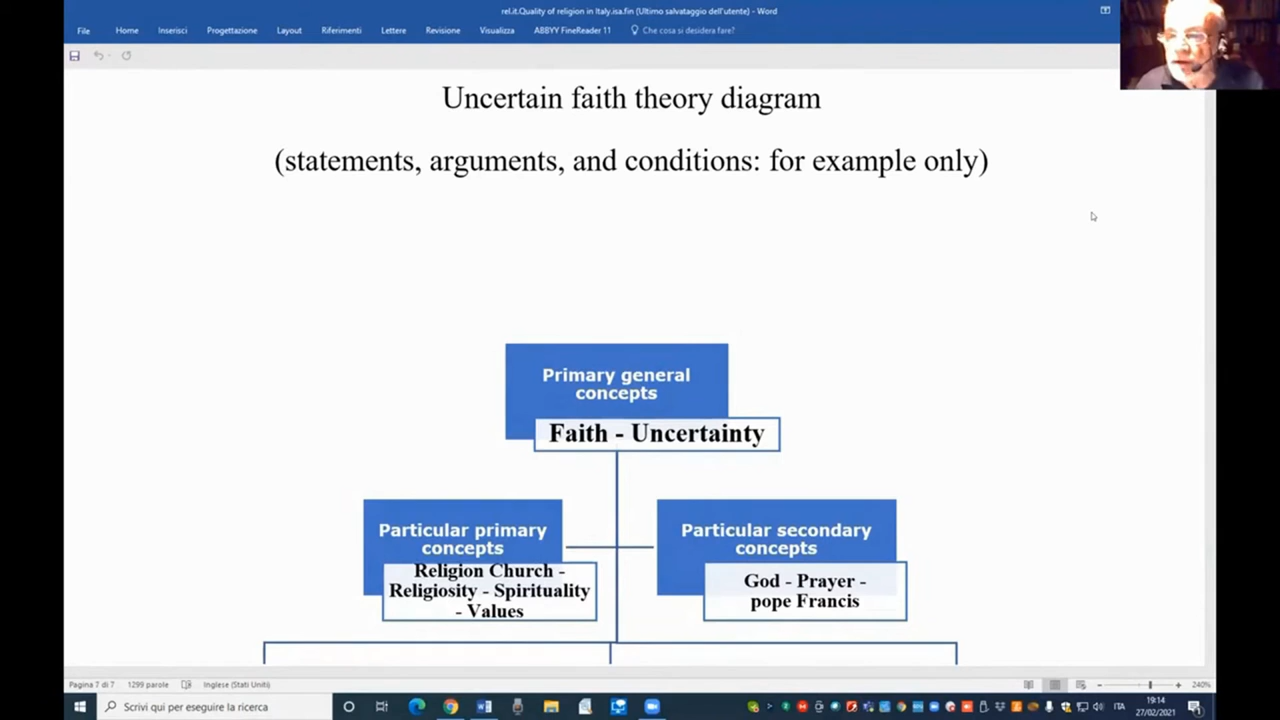 rel.it.Quality of religion in Italy.isa.fin (Ultimo salvataggio dell'utente) - Word
File Home Inserisci Progettazione Layout Riferimenti Lettere Revisione Visualizza ABBYY FineReader 11 Che cosa si desidera fare?
Uncertain faith theory diagram
(statements, arguments, and conditions: for example only)
Primary general
concepts
Faith - Uncertainty
Particular primary
concepts
Religion Church -
Religiosity - Spirituality
- Values
Particular secondary
concepts
God - Prayer -
pope Francis
Pagina 7 di 7 1299 parole Inglese (Stati Uniti) 240%
Scrivi qui per eseguire la ricerca
ITA
19:14
27/02/2021